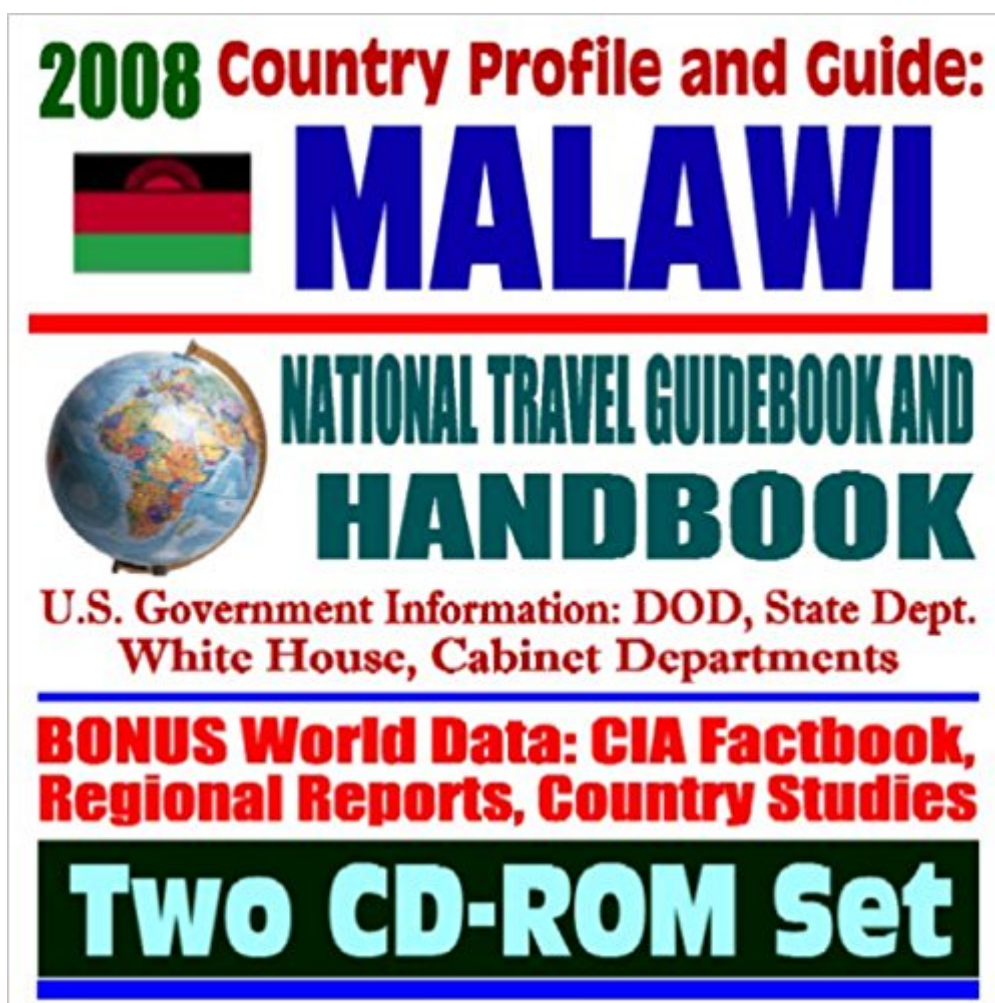 2008 Country Profile and Guide:
MALAWI
NATIONAL TRAVEL GUIDEBOOK AND
HANDBOOK
U.S. Government Information: DOD, State Dept.
White House, Cabinet Departments
BONUS World Data: CIA Factbook,
Regional Reports, Country Studies
Two CD-ROM Set